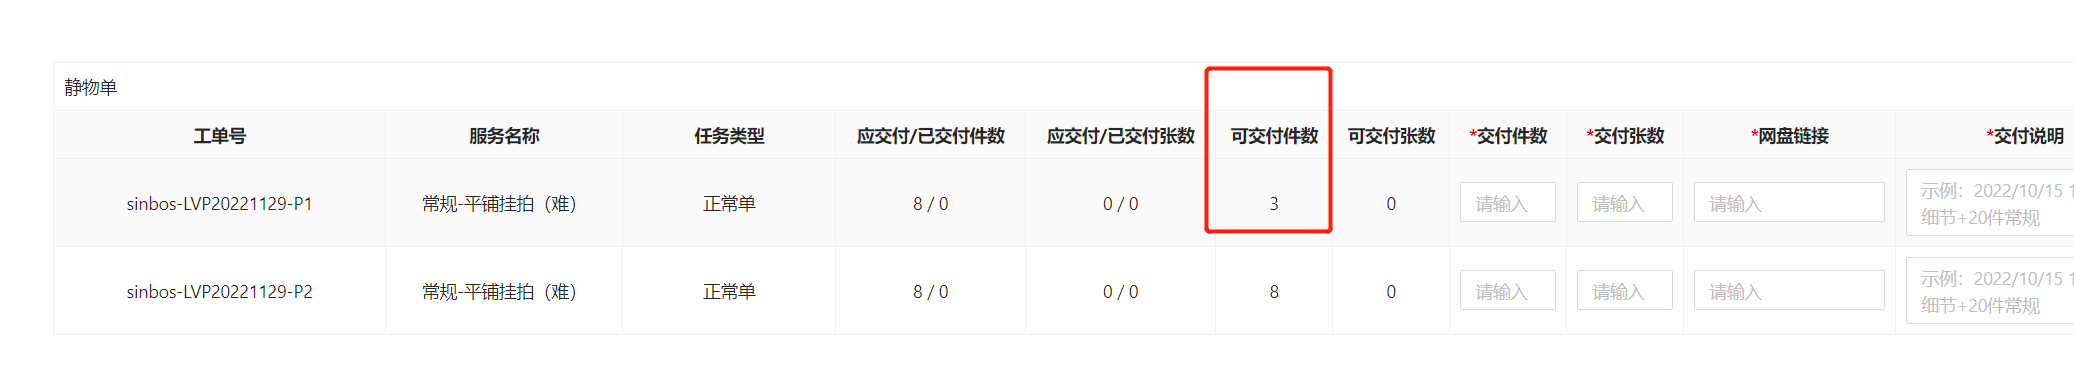 静物单
工单号 服务名称 任务类型 应交付/已交付件数 应交付/已交付张数 可交付件数 可交付张数 *交付件数 *交付张数 *网盘链接 *交付说明
sinbos-LVP20221129-P1 常规-平铺挂拍（难） 正常单 8 / 0 0 / 0 3 0 请输入 请输入 请输入 示例：2022/10/15 1
细节+20件常规
sinbos-LVP20221129-P2 常规-平铺挂拍（难） 正常单 8 / 0 0 / 0 8 0 请输入 请输入 请输入 示例：2022/10/15 1
细节+20件常规